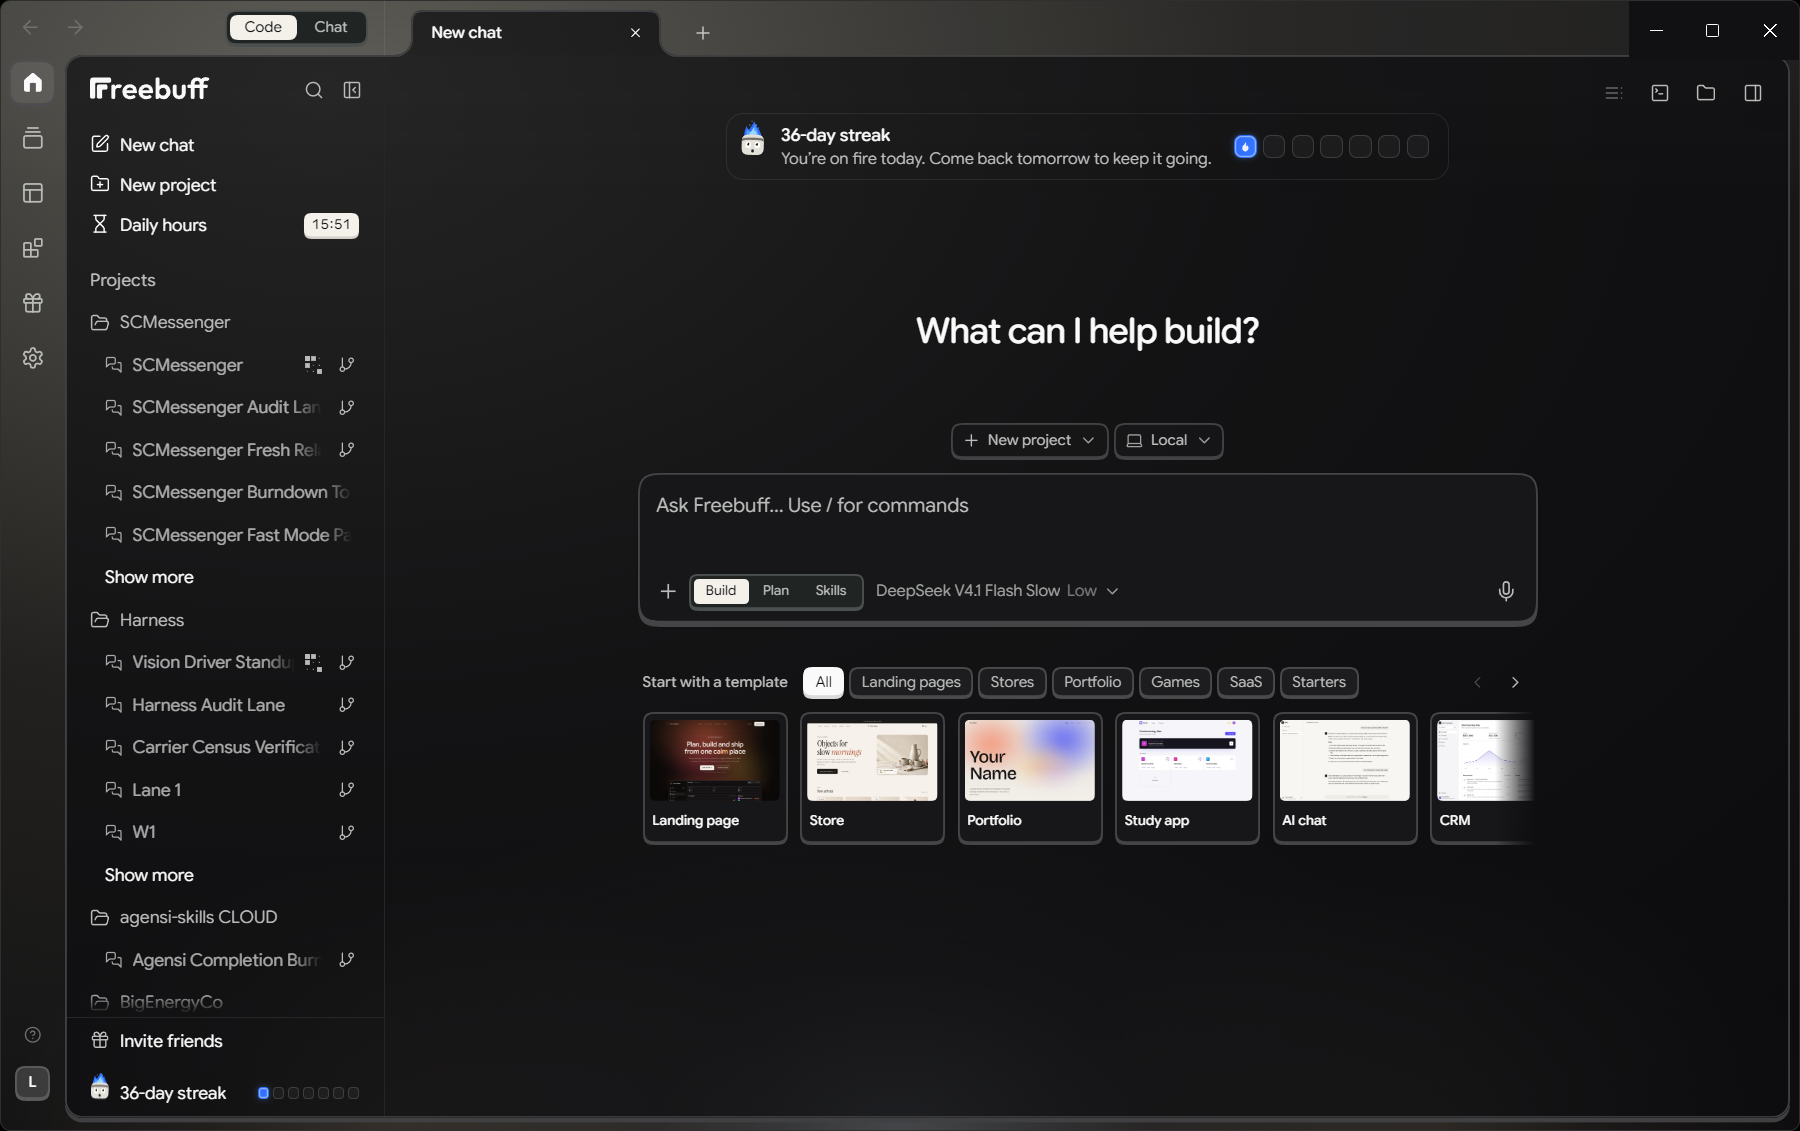 Code
Chat
New chat
Freebuff
New chat
New project
Daily hours
15:51
Projects
SCMessenger
SCMessenger
SCMessenger Audit Lan
SCMessenger Fresh Rel
SCMessenger Burndown To
SCMessenger Fast Mode Pa
Show more
Harness
Vision Driver Standu
Harness Audit Lane
Carrier Census Verificat
Lane 1
W1
Show more
agensi-skills CLOUD
Agensi Completion Burn
BigEnergyCo
Invite friends
36-day streak
L
36-day streak
You're on fire today. Come back tomorrow to keep it going.
What can I help build?
New project
Local
Ask Freebuff... Use / for commands
Build
Plan
Skills
DeepSeek V4.1 Flash Slow Low
Start with a template
All
Landing pages
Stores
Portfolio
Games
SaaS
Starters
Plan, build and ship
from one calm place
Landing page
Objects for
slow mornings
Store
Your
Name
Portfolio
Study app
AI chat
CRM